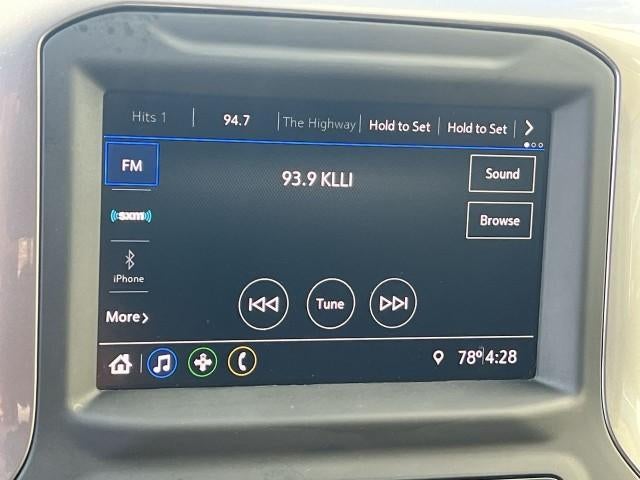 Hits 1 94.7 The Highway Hold to Set Hold to Set
FM 93.9 KLLI Sound
((sxm))
Browse
iPhone
Tune
More
78° 4:28